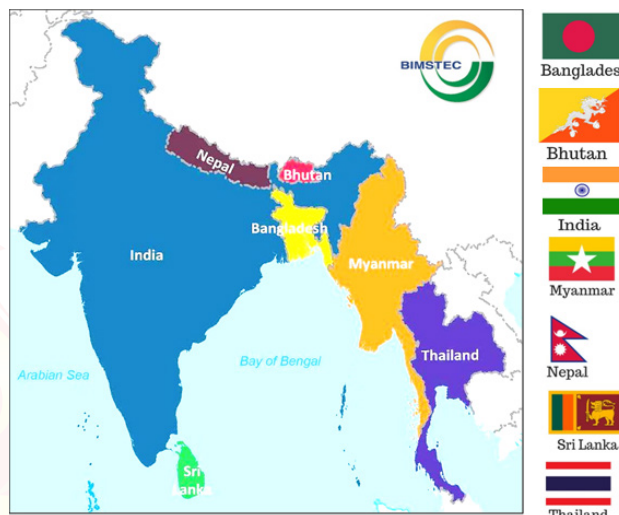 BIMSTEC
Nepal
Bhutan
Bangladesh
India
Myanmar
Thailand
Arabian Sea
Bay of Bengal
Sri
Lanka
Banglades
Bhutan
India
Myanmar
Nepal
Sri Lanka
Thailand